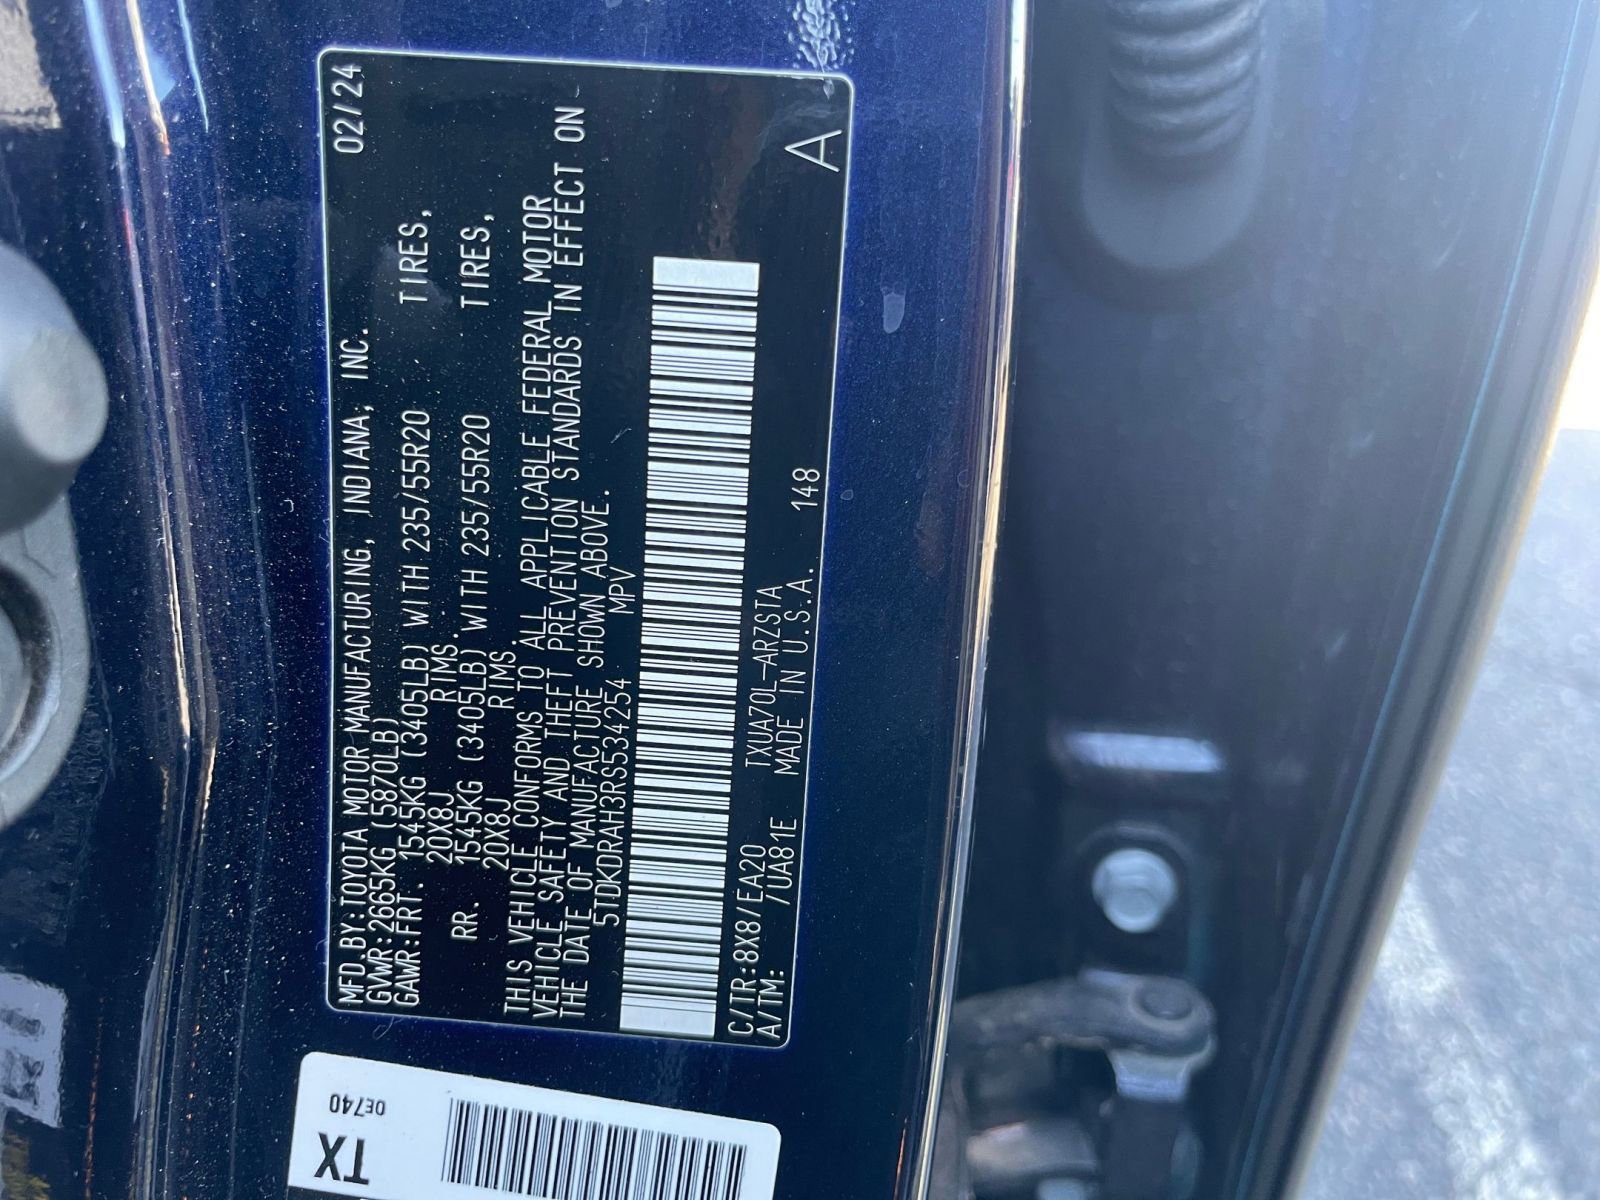 MFD.BY:TOYOTA MOTOR MANUFACTURING, INDIANA, INC. 02/24
GVWR:2665KG (5870LB)
GAWR:FRT. 1545KG (3405LB) WITH 235/55R20 TIRES,
20X8J RIMS.
RR. 1545KG (3405LB) WITH 235/55R20 TIRES,
20X8J RIMS.
THIS VEHICLE CONFORMS TO ALL APPLICABLE FEDERAL MOTOR
VEHICLE SAFETY AND THEFT PREVENTION STANDARDS IN EFFECT ON
THE DATE OF MANUFACTURE SHOWN ABOVE.
5TDKDRAH3RS534254 MPV
C/TR:8X8/EA20 TXUA70L-ARZSTA
A/TM: /UA81E MADE IN U.S.A. 148
A
0E740
TX